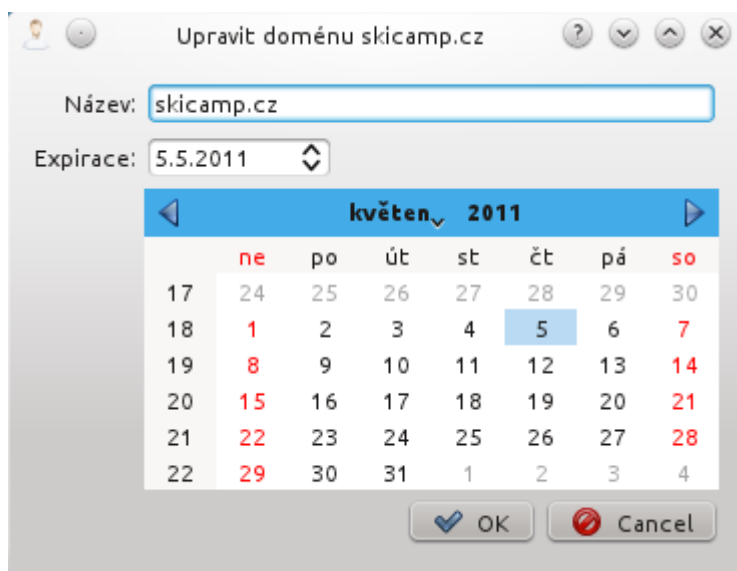 Upravit doménu skicamp.cz
Název: skicamp.cz
Expirace: 5.5.2011
květen 2011
ne po út st čt pá so
17 24 25 26 27 28 29 30
18 1 2 3 4 5 6 7
19 8 9 10 11 12 13 14
20 15 16 17 18 19 20 21
21 22 23 24 25 26 27 28
22 29 30 31 1 2 3 4
OK Cancel